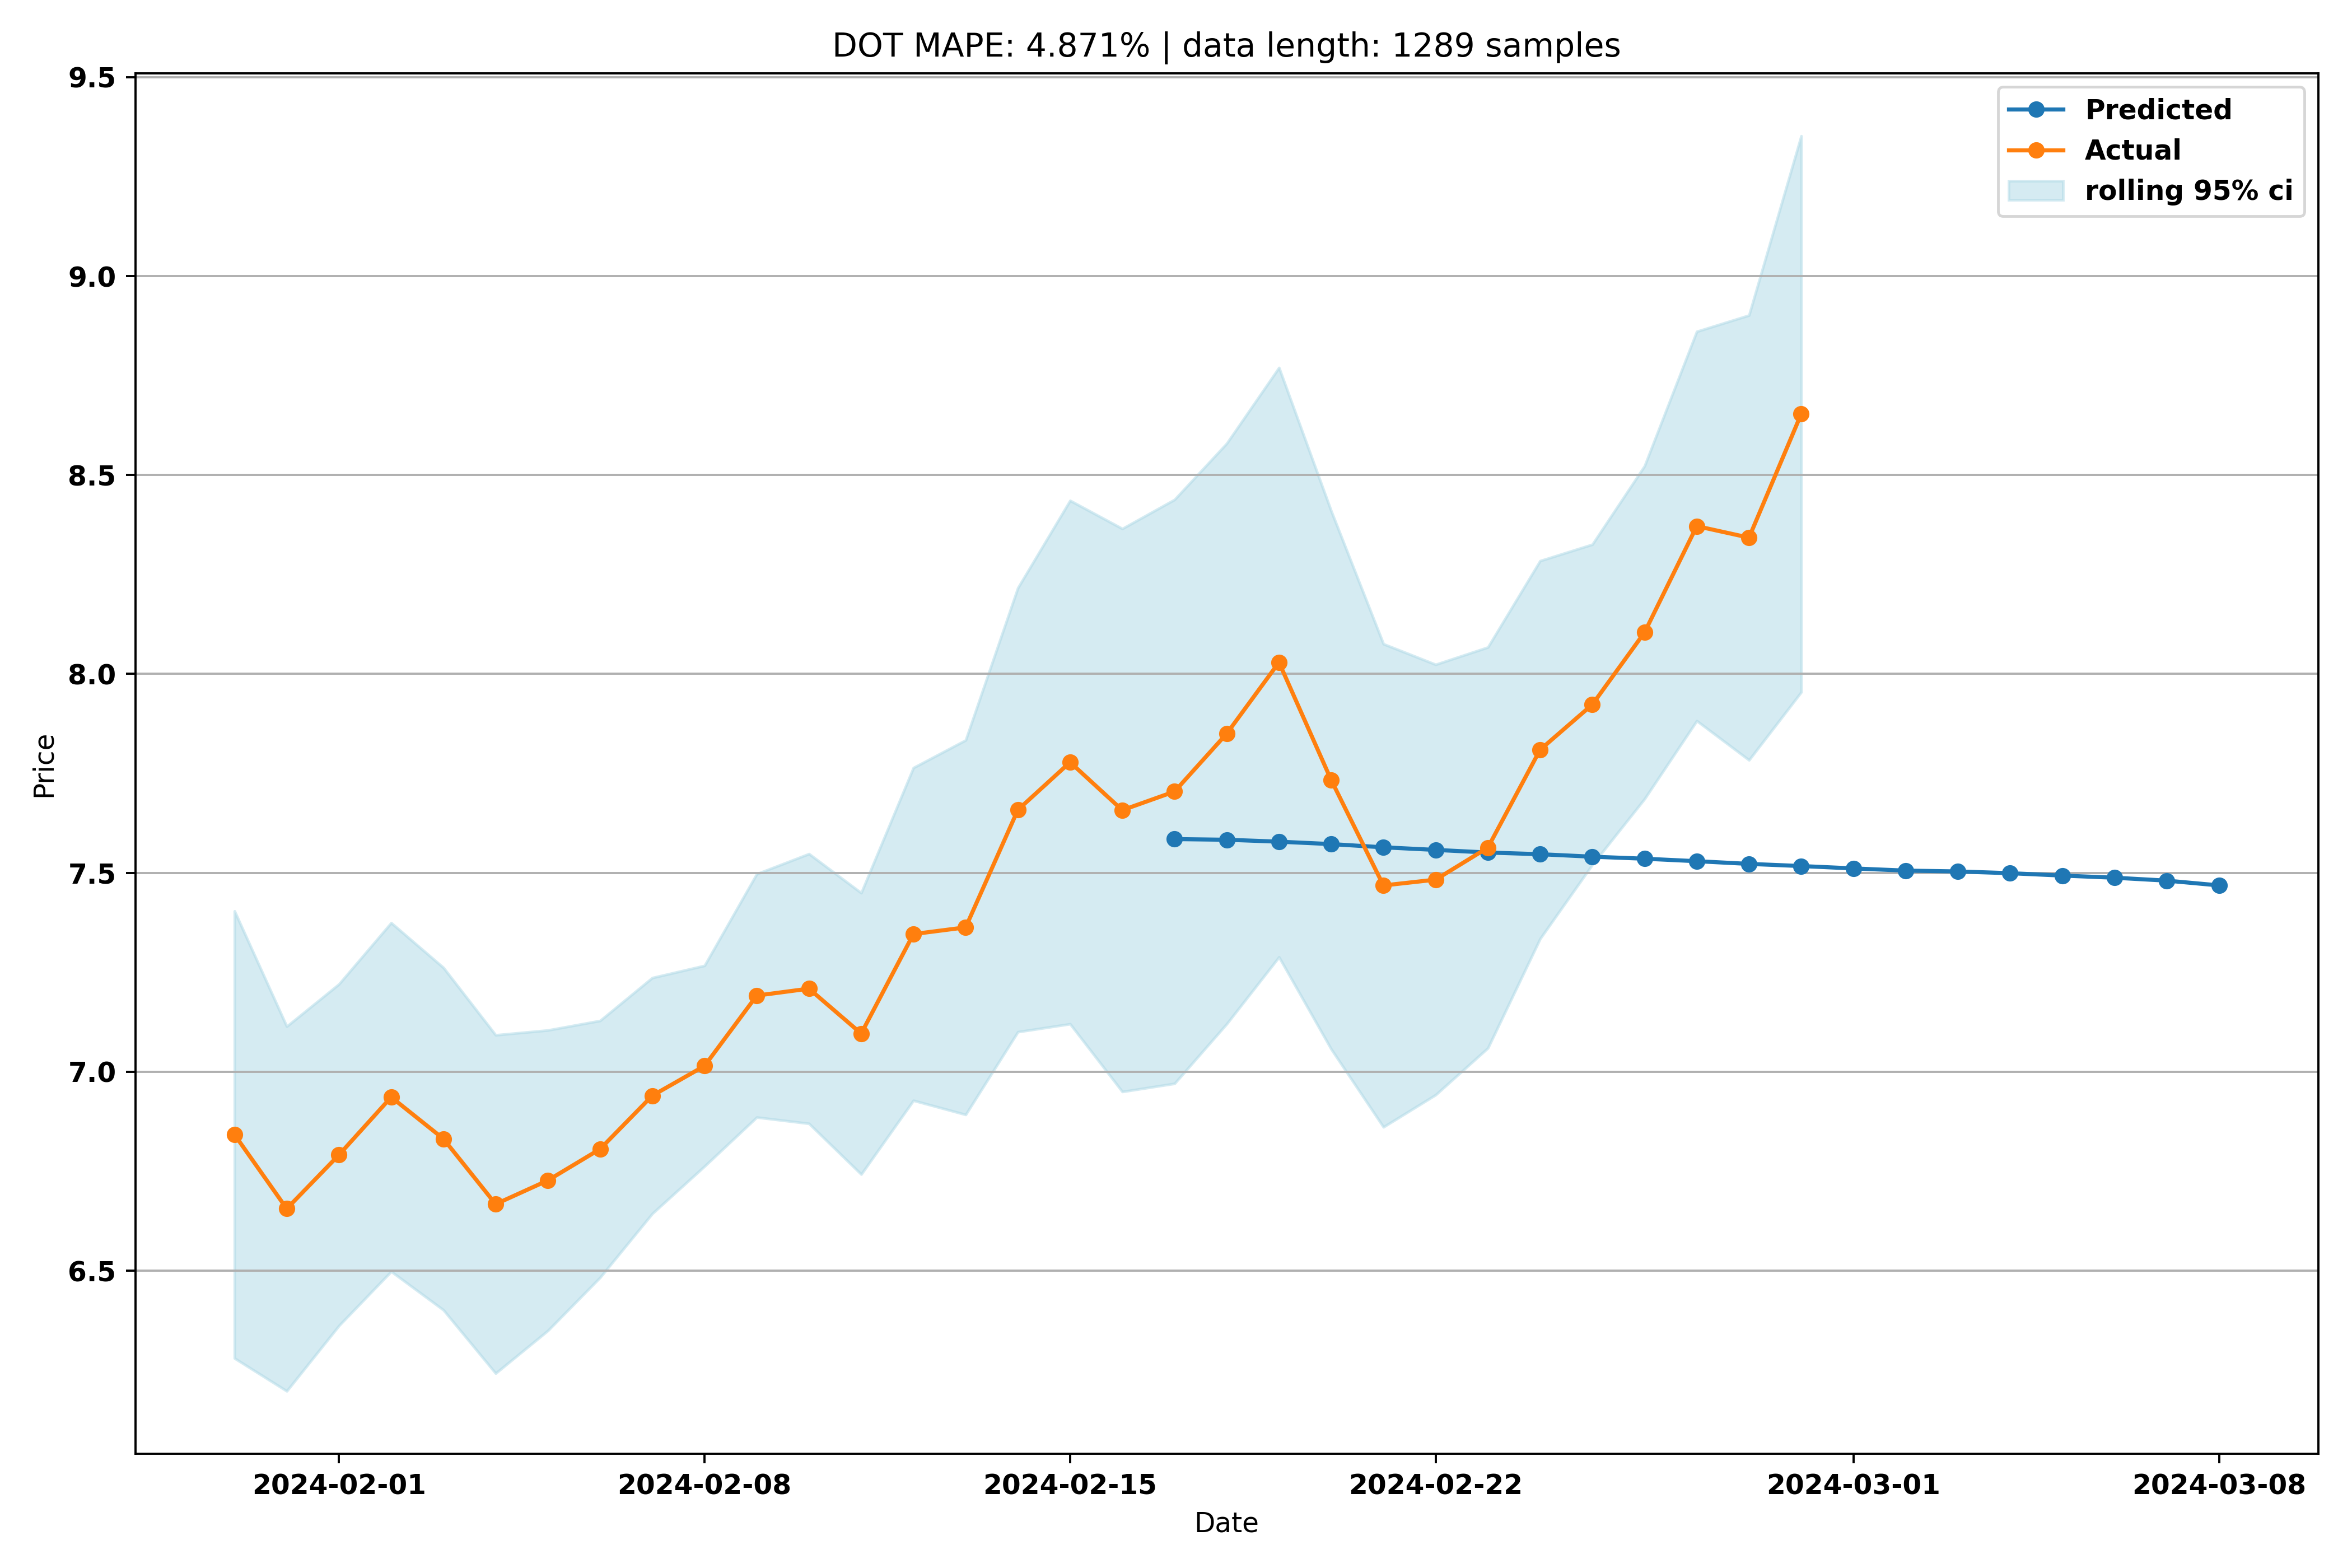 DOT MAPE: 4.871% | data length: 1289 samples
9.5
9.0
8.5
8.0
7.5
7.0
6.5
Price
Predicted
Actual
rolling 95% ci
2024-02-01 2024-02-08 2024-02-15 2024-02-22 2024-03-01 2024-03-08
Date